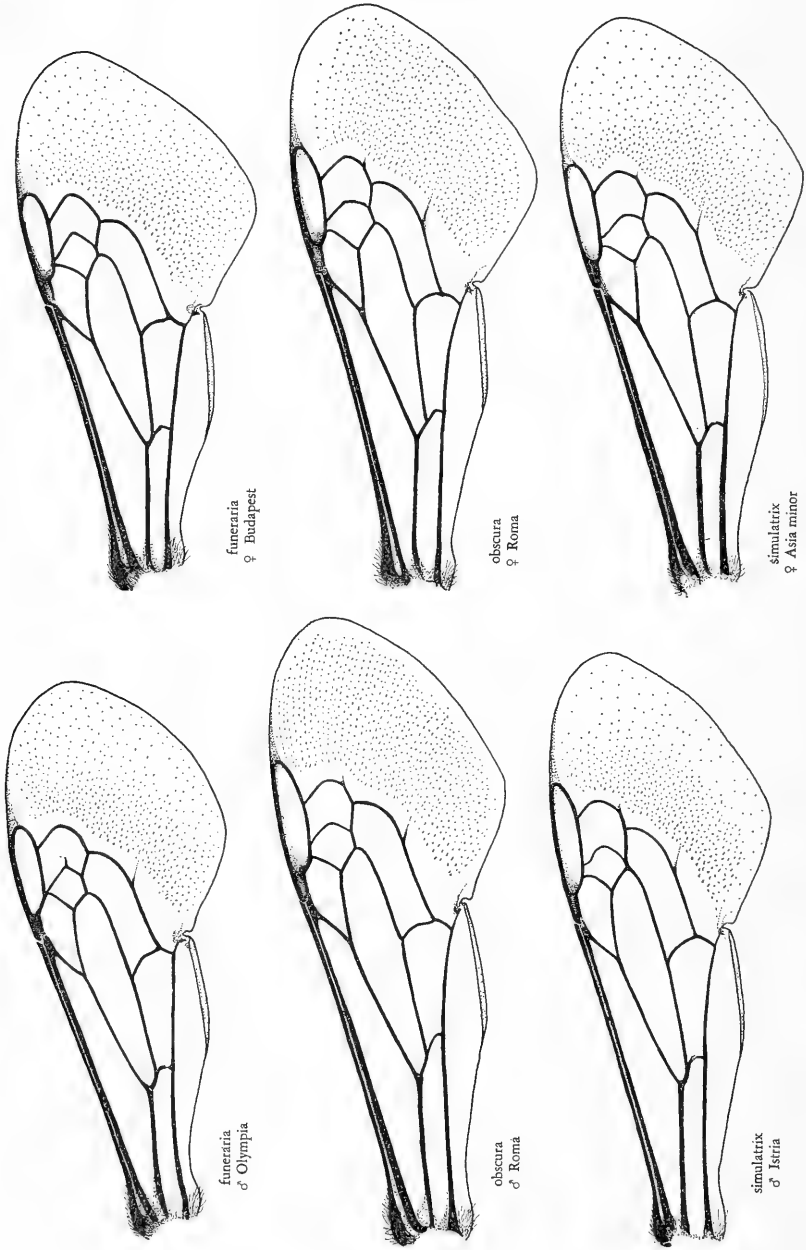 funeraria
♀ Budapest
obscura
♀ Roma
simulatrix
♀ Asia minor
funeraria
♂ Olympia
obscura
♂ Roma
simulatrix
♂ Istria